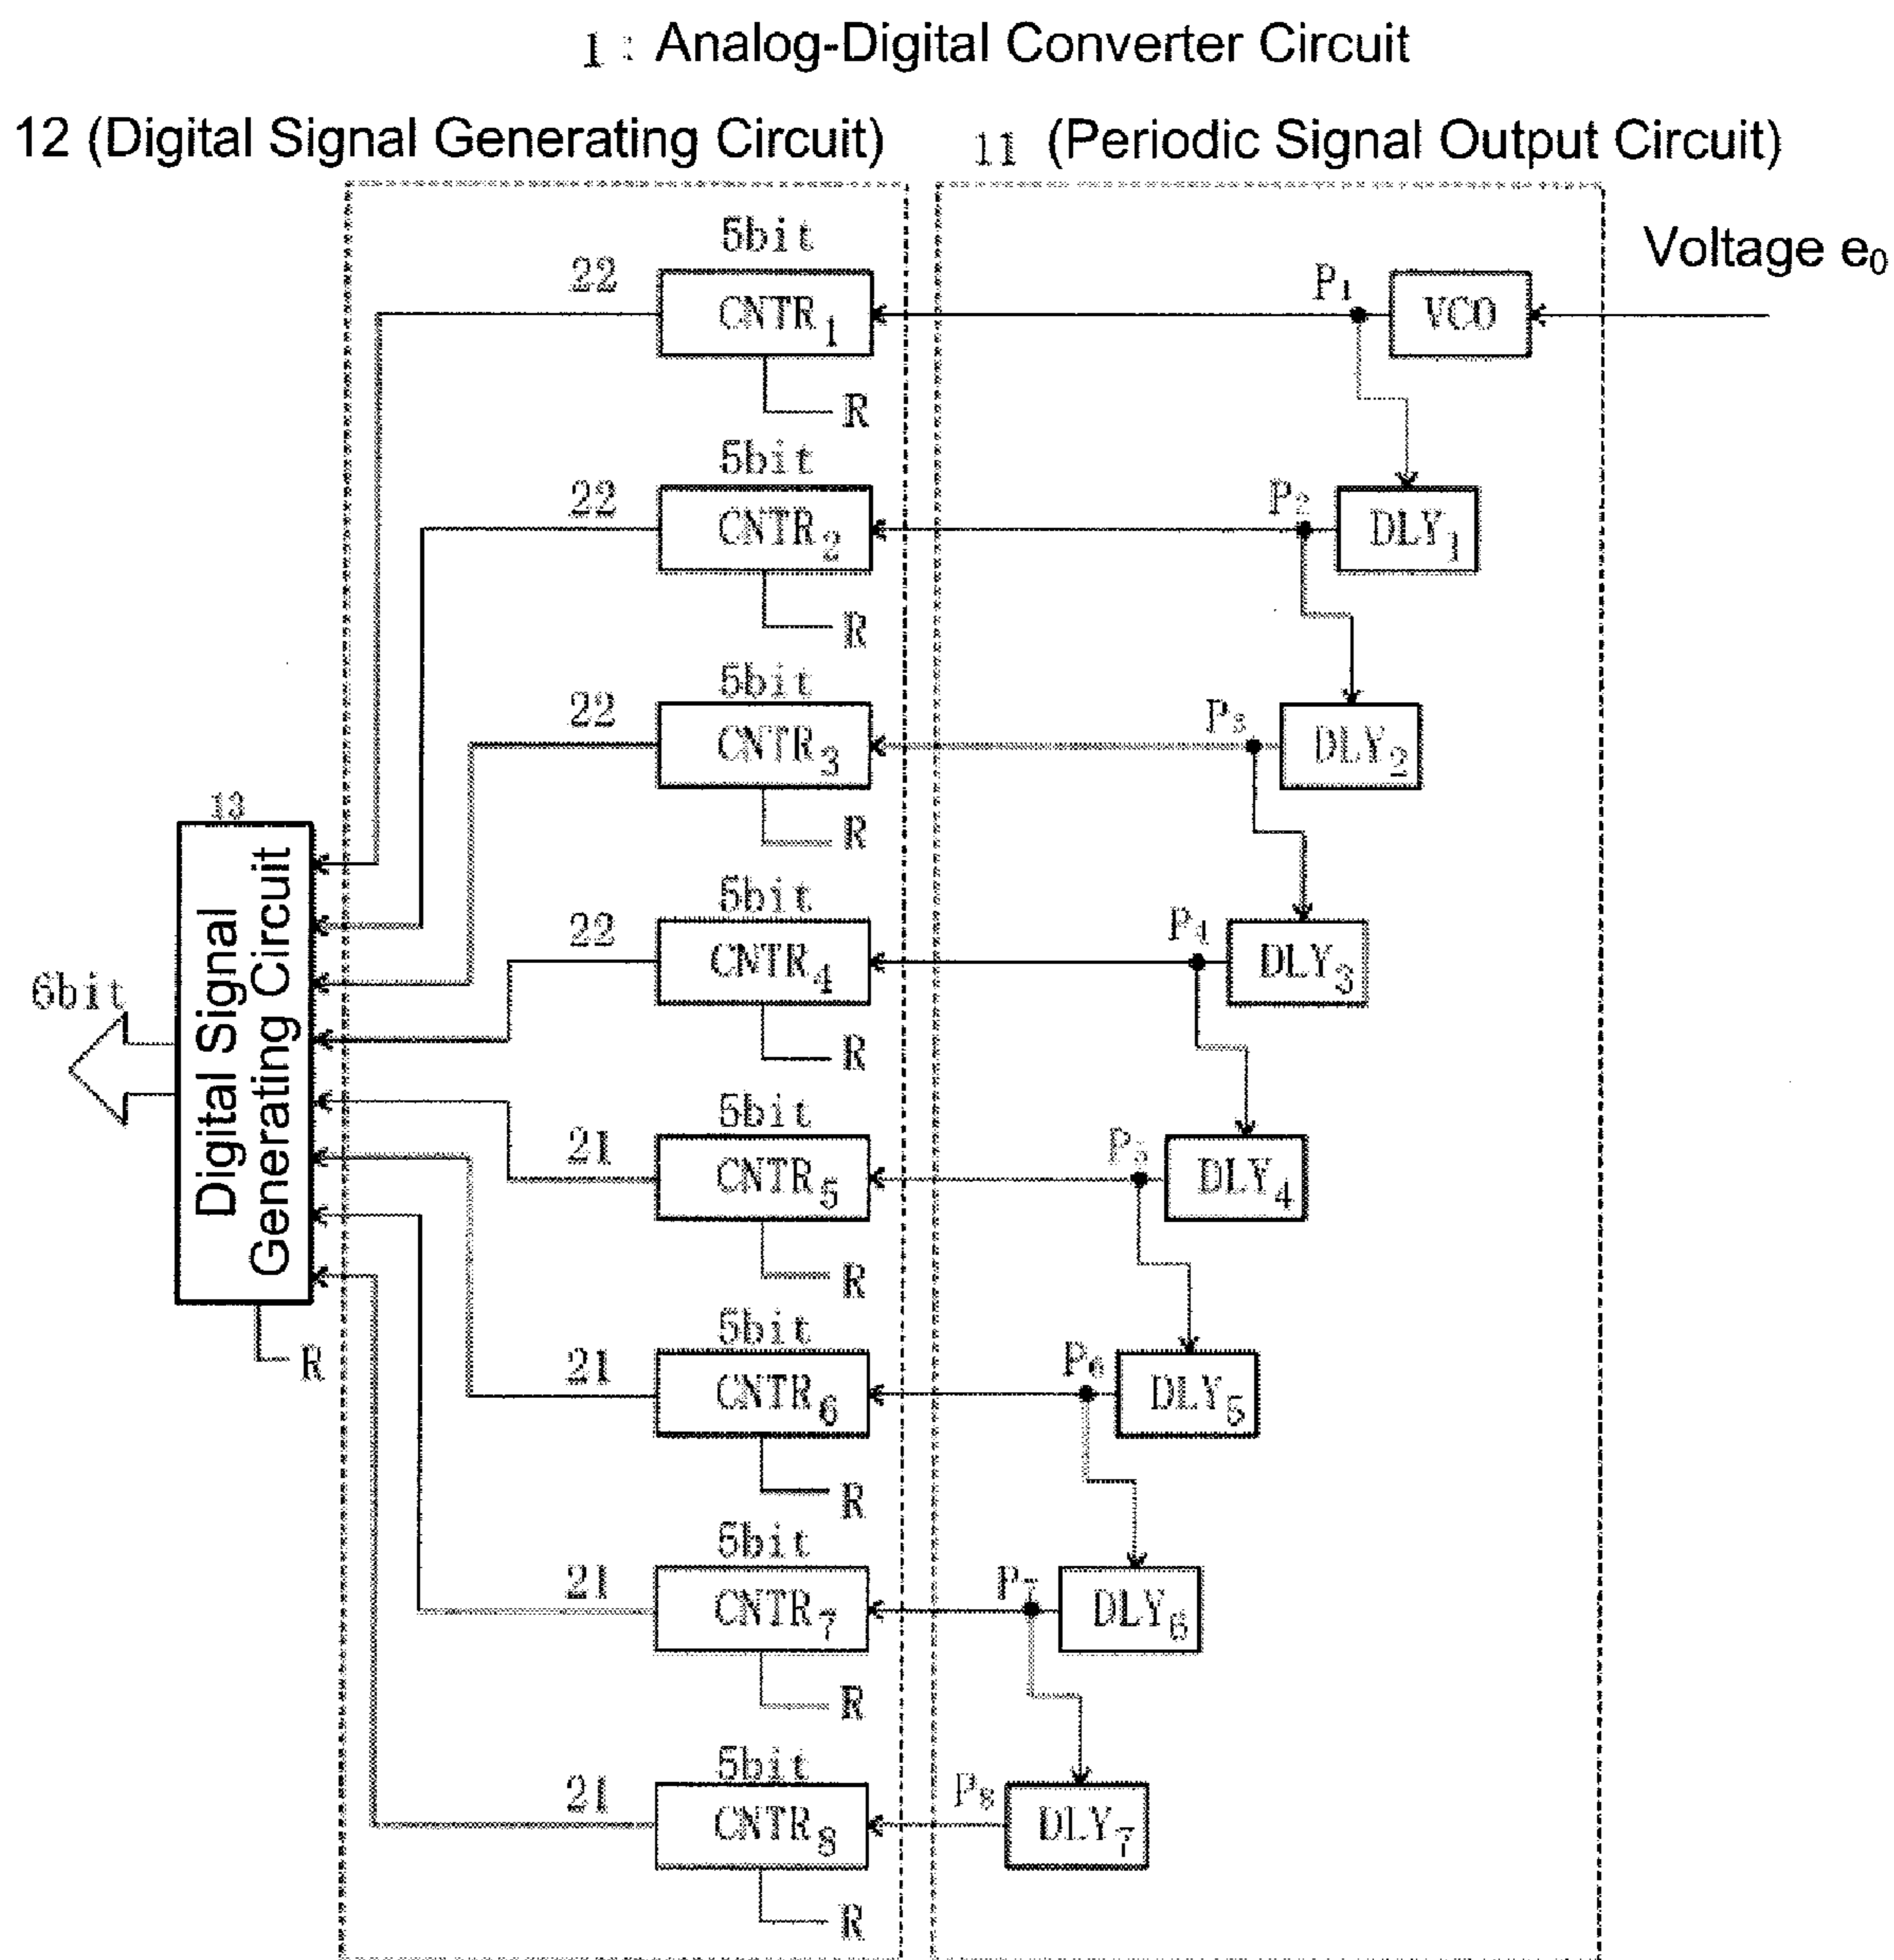 1 : Analog-Digital Converter Circuit
12 (Digital Signal Generating Circuit)
11 (Periodic Signal Output Circuit)
Voltage e0
5bit
22
CNTR1
R
P1
VCO
5bit
22
CNTR2
R
P2
DLY1
5bit
22
CNTR3
R
P3
DLY2
5bit
22
CNTR4
R
P4
DLY3
5bit
21
CNTR5
R
P5
DLY4
5bit
21
CNTR6
R
P6
DLY5
5bit
21
CNTR7
R
P7
DLY6
5bit
21
CNTR8
R
P8
DLY7
13
Digital Signal
Generating Circuit
R
6bit